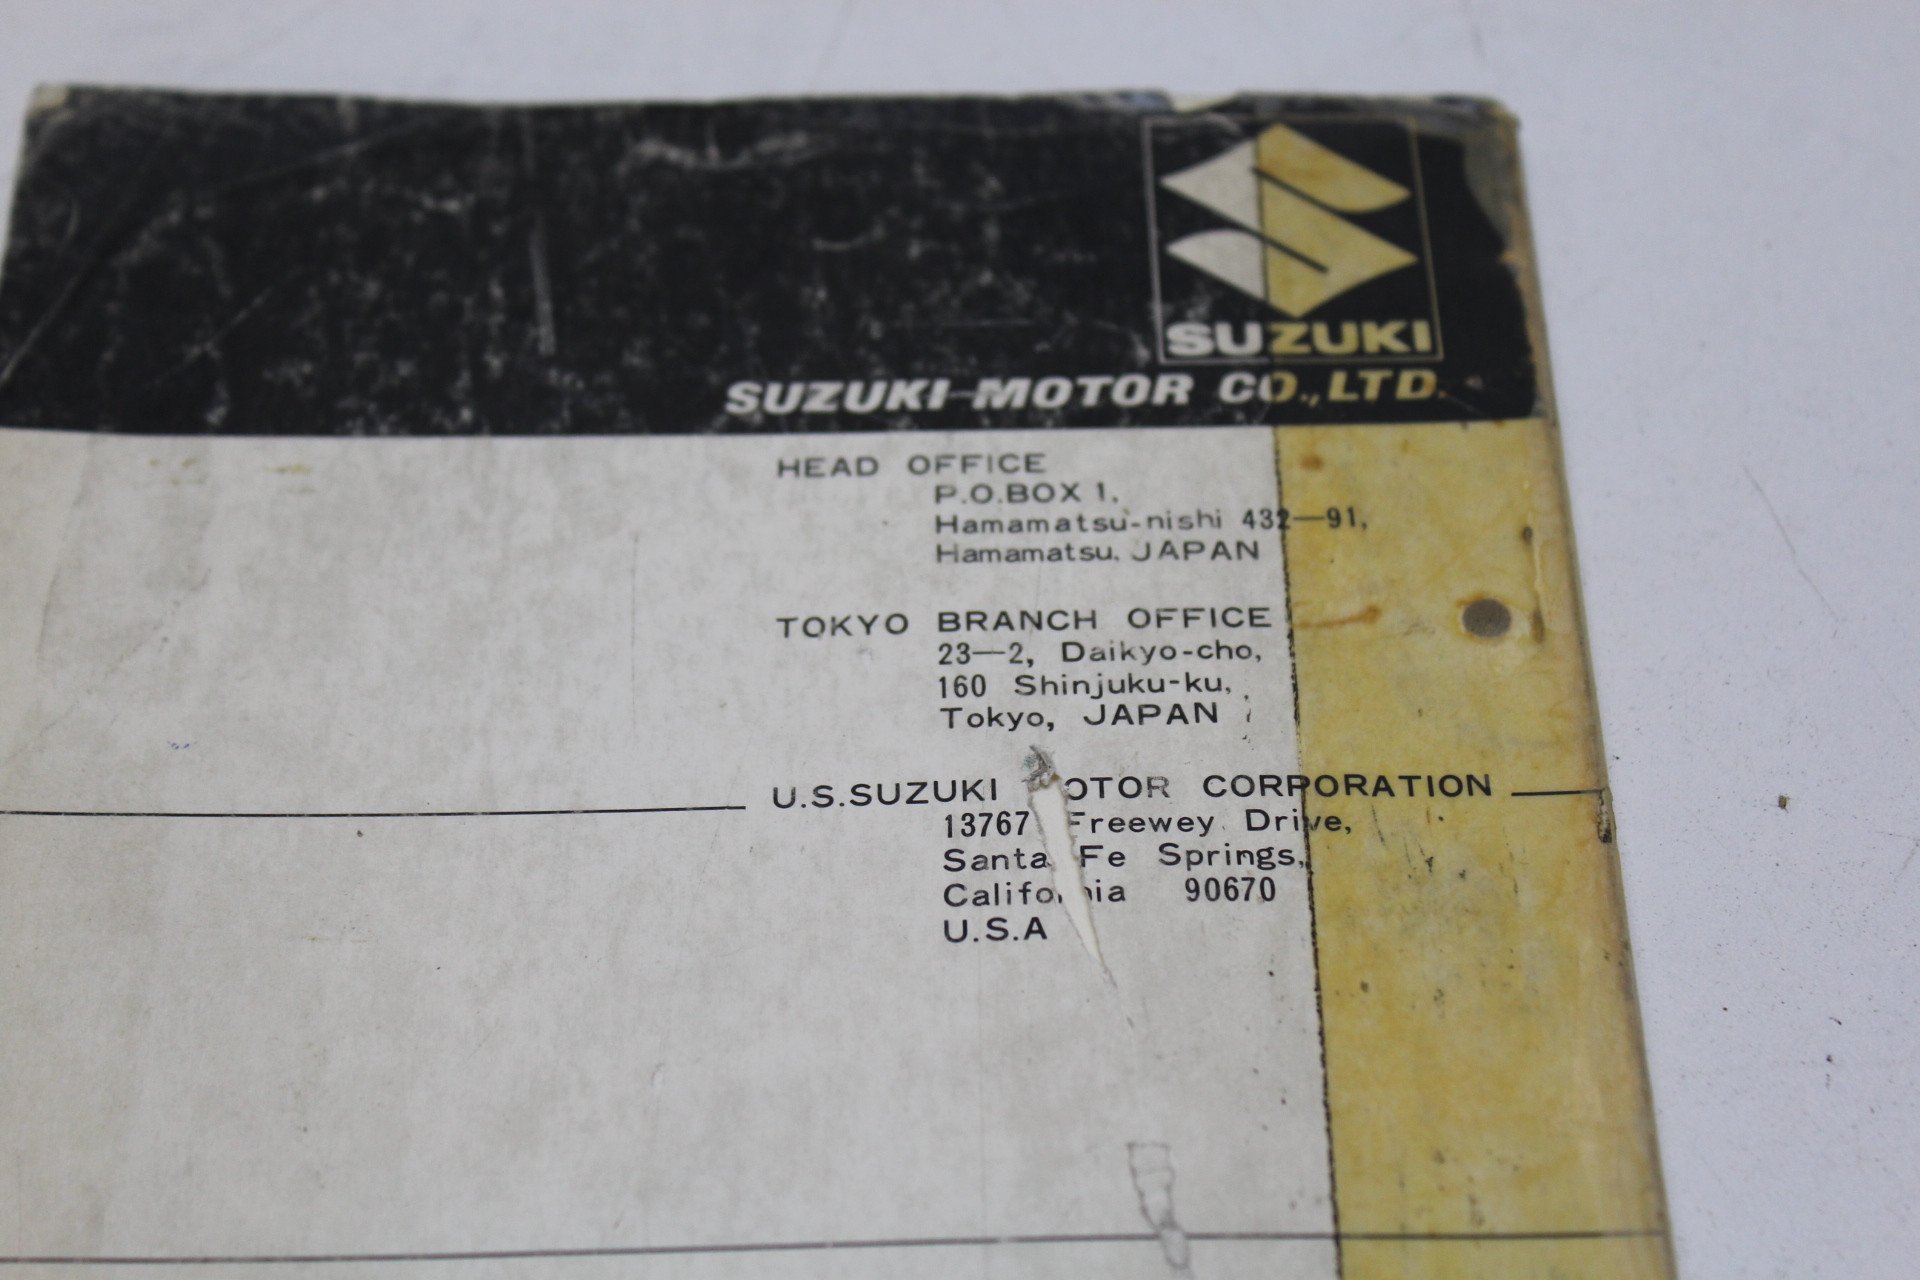 SUZUKI
SUZUKI MOTOR CO., LTD.
HEAD OFFICE
P.O.BOX 1,
Hamamatsu-nishi 432-91,
Hamamatsu, JAPAN
TOKYO BRANCH OFFICE
23-2, Daikyo-cho,
160 Shinjuku-ku,
Tokyo, JAPAN
U.S.SUZUKI MOTOR CORPORATION
13767 Freewey Drive,
Santa Fe Springs,
California 90670
U.S.A